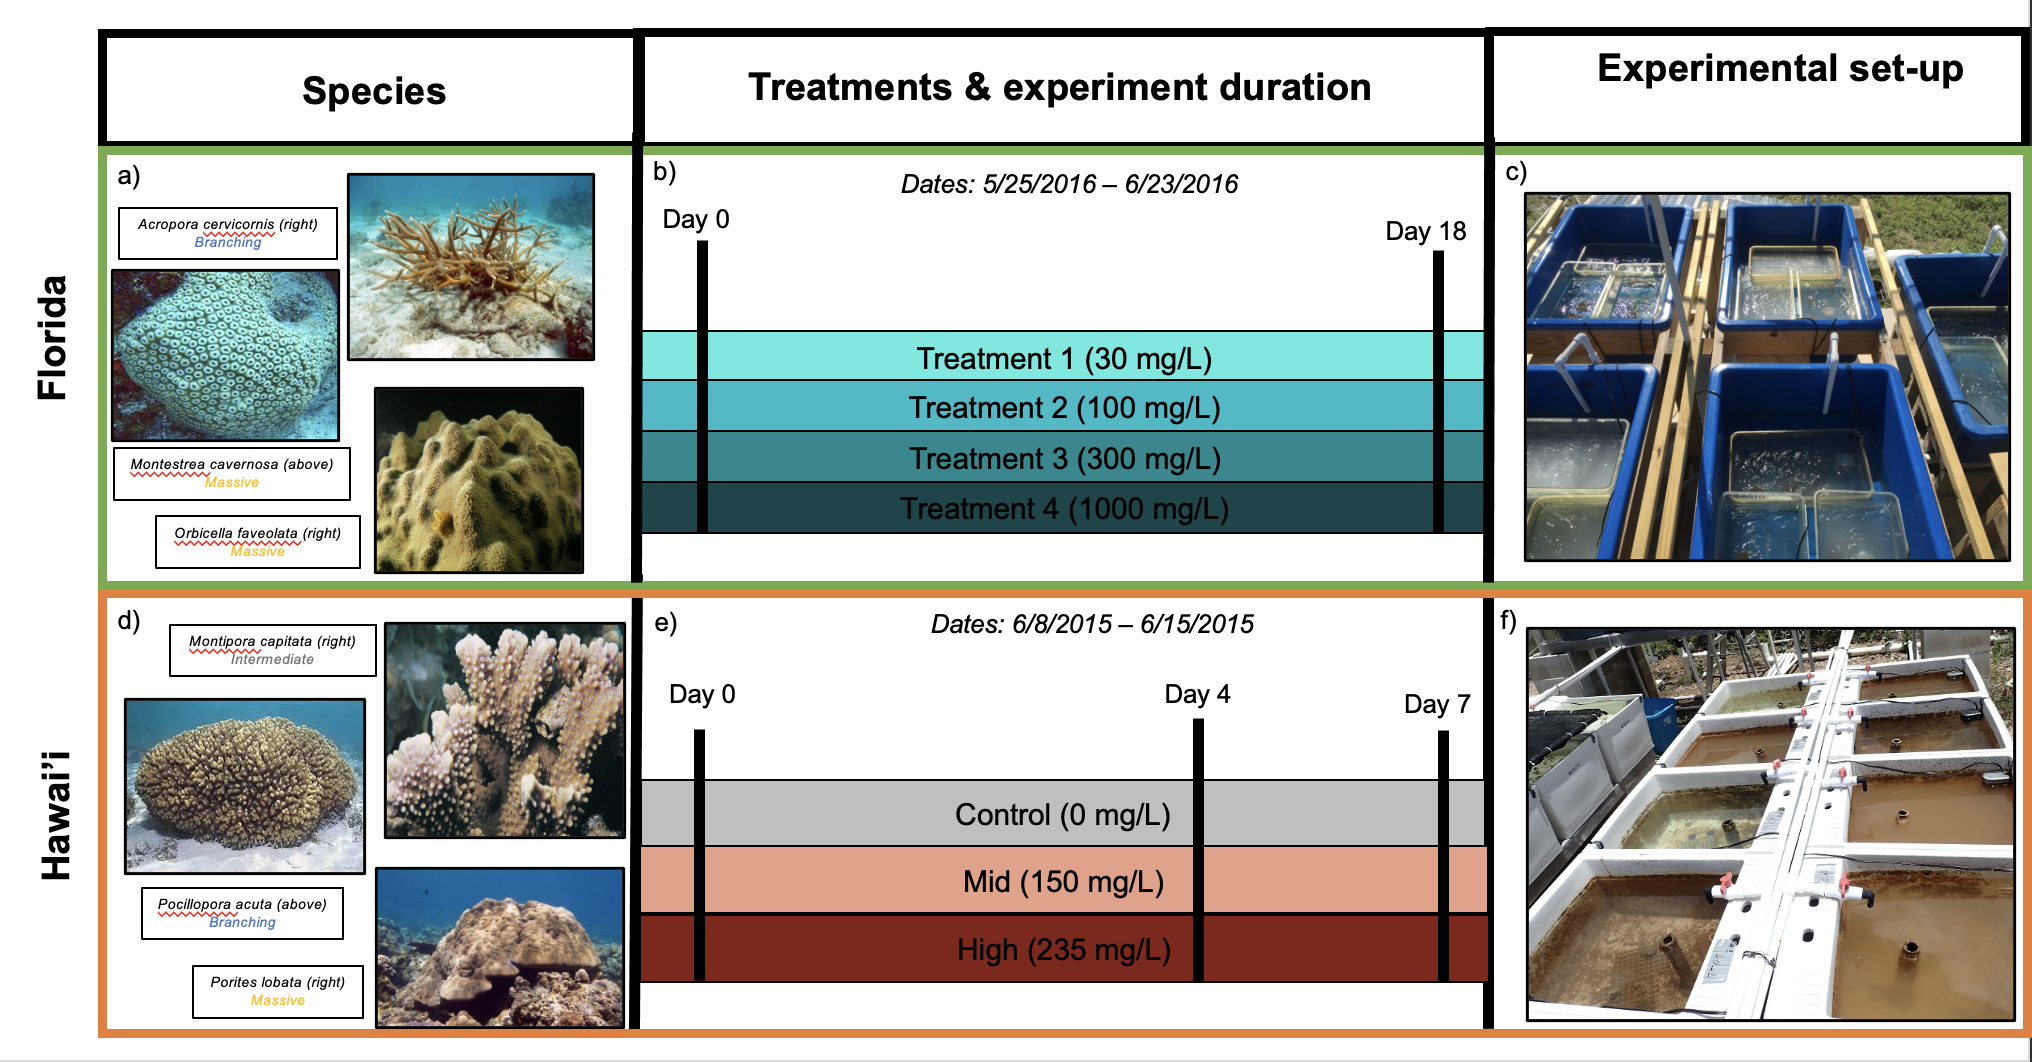 Species
Treatments & experiment duration
Experimental set-up
Florida
a)
Acropora cervicornis (right)
Branching
Montestrea cavernosa (above)
Massive
Orbicella faveolata (right)
Massive
b)
Dates: 5/25/2016 – 6/23/2016
Day 0
Day 18
Treatment 1 (30 mg/L)
Treatment 2 (100 mg/L)
Treatment 3 (300 mg/L)
Treatment 4 (1000 mg/L)
c)
Hawai’i
d)
Montipora capitata (right)
Intermediate
Pocillopora acuta (above)
Branching
Porites lobata (right)
Massive
e)
Dates: 6/8/2015 – 6/15/2015
Day 0
Day 4
Day 7
Control (0 mg/L)
Mid (150 mg/L)
High (235 mg/L)
f)